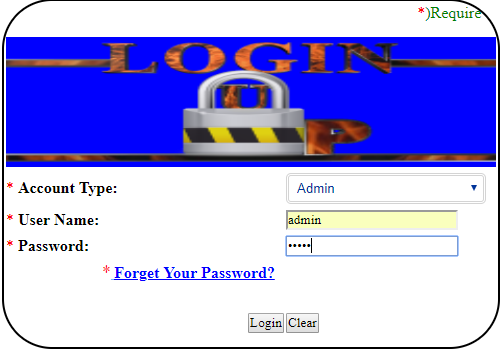 *)Require
LOGIN
UP
* Account Type: Admin
* User Name: admin
* Password: •••••
* Forget Your Password?
Login Clear